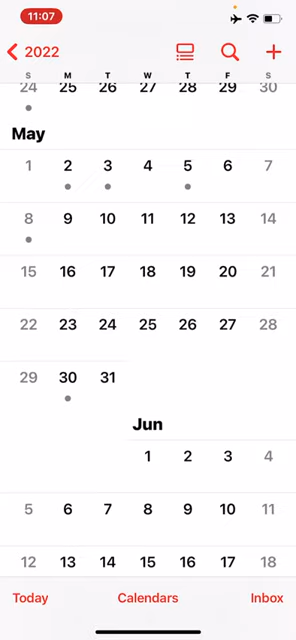 11:07
2022
S M T W T F S
24 25 26 27 28 29 30
May
1 2 3 4 5 6 7
8 9 10 11 12 13 14
15 16 17 18 19 20 21
22 23 24 25 26 27 28
29 30 31
Jun
1 2 3 4
5 6 7 8 9 10 11
12 13 14 15 16 17 18
Today Calendars Inbox